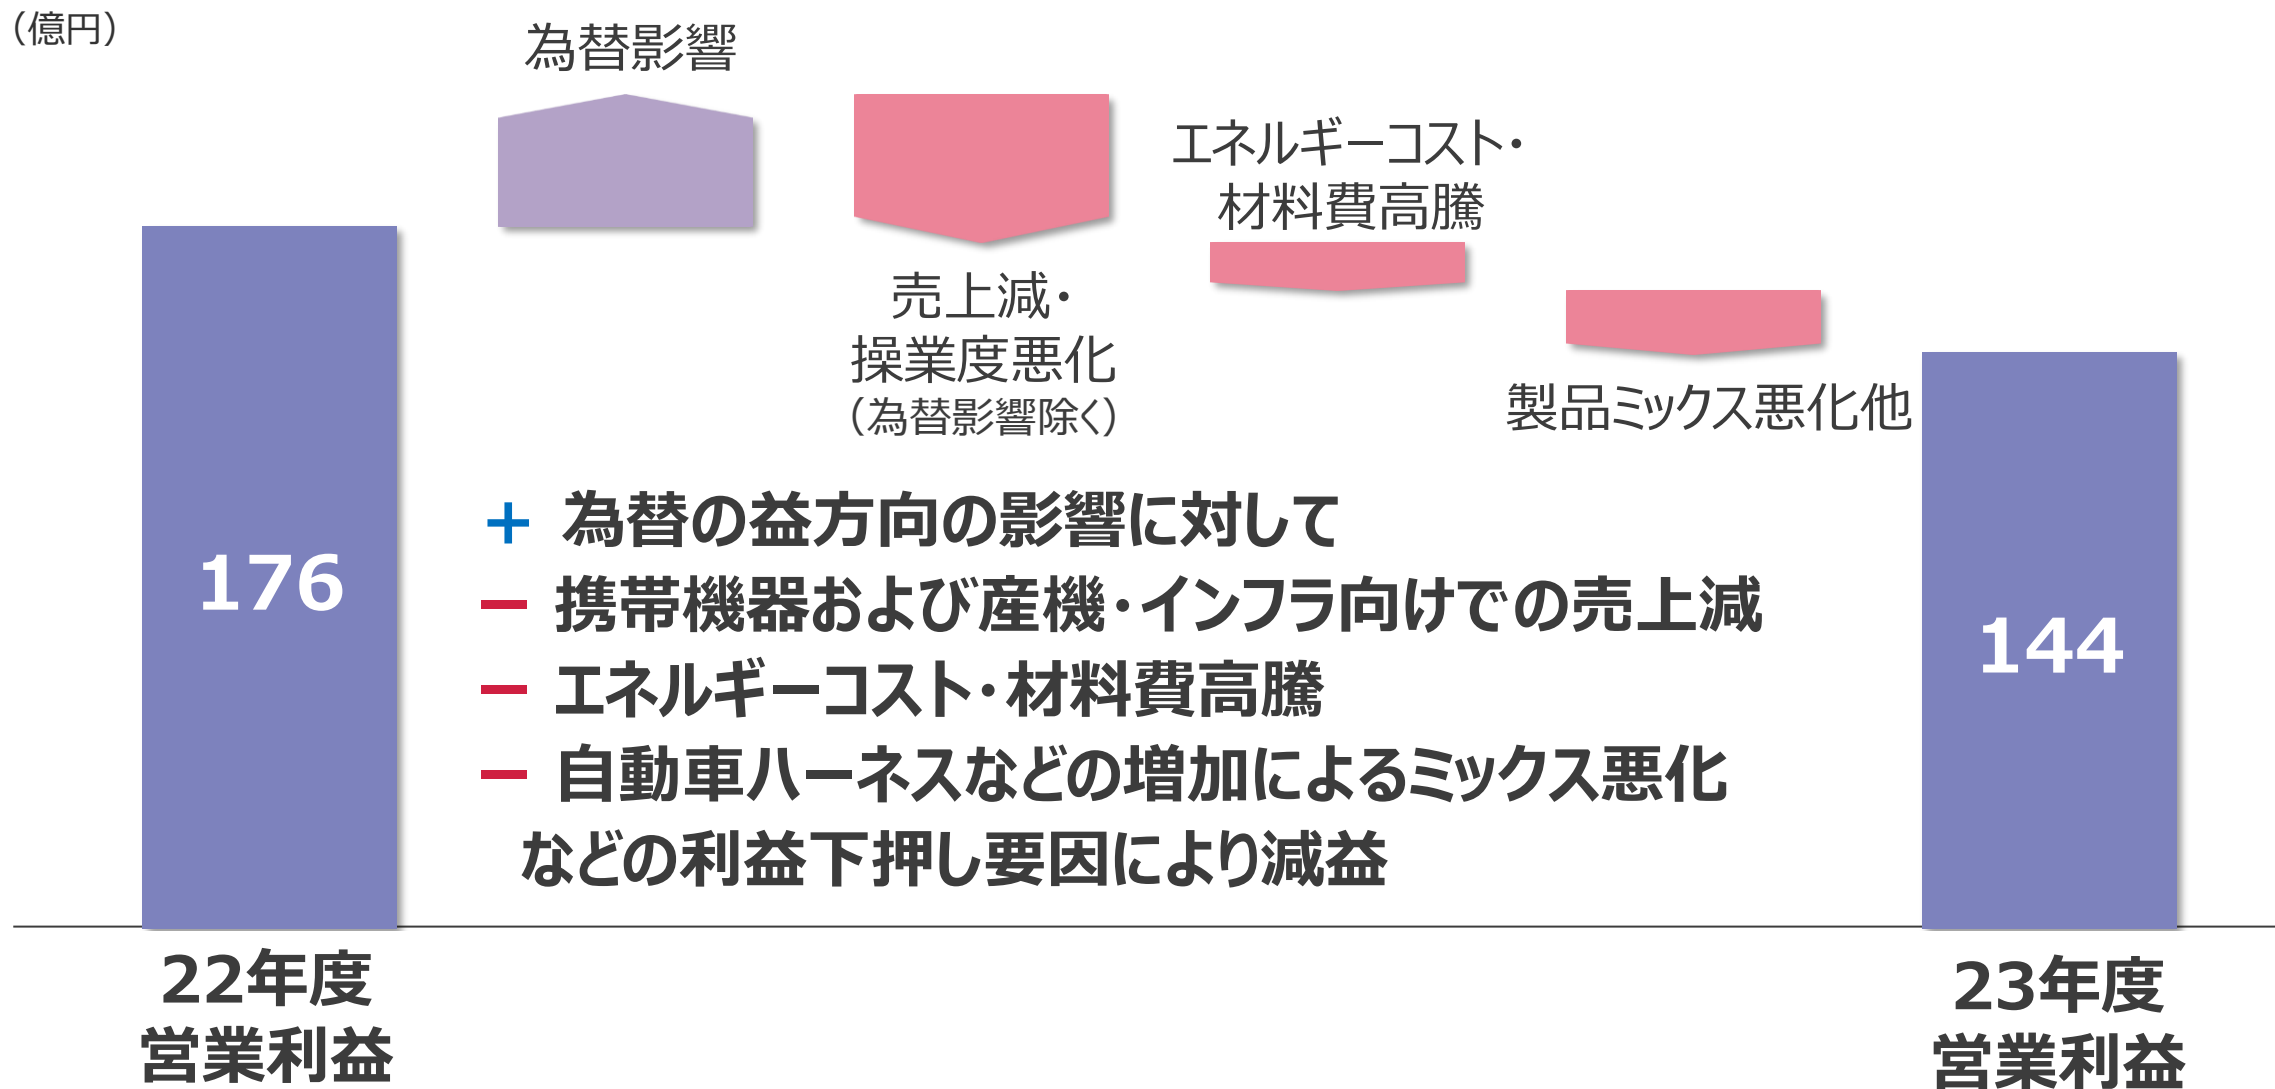 （億円）
為替影響
売上減・
操業度悪化
（為替影響除く）
エネルギーコスト・
材料費高騰
製品ミックス悪化他
176
＋ 為替の益方向の影響に対して
－ 携帯機器および産機・インフラ向けでの売上減
－ エネルギーコスト・材料費高騰
－ 自動車ハーネスなどの増加によるミックス悪化
などの利益下押し要因により減益
144
22年度
営業利益
23年度
営業利益